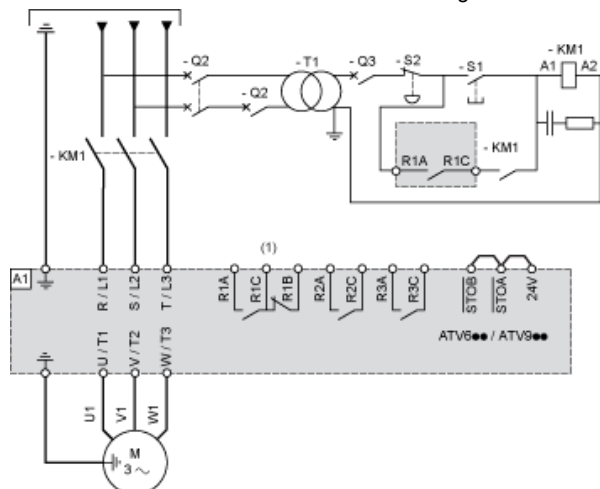 - Q2
- T1
- Q3
- S2
- S1
- KM1
A1
A2
- Q2
- KM1
R1A
R1C
- KM1
(1)
A1
R / L1
S / L2
T / L3
R1A
R1C
R1B
R2A
R2C
R3A
R3C
STOB
STOA
24V
ATV6●● / ATV9●●
U / T1
V / T2
W / T3
U1
V1
W1
M
3 ~